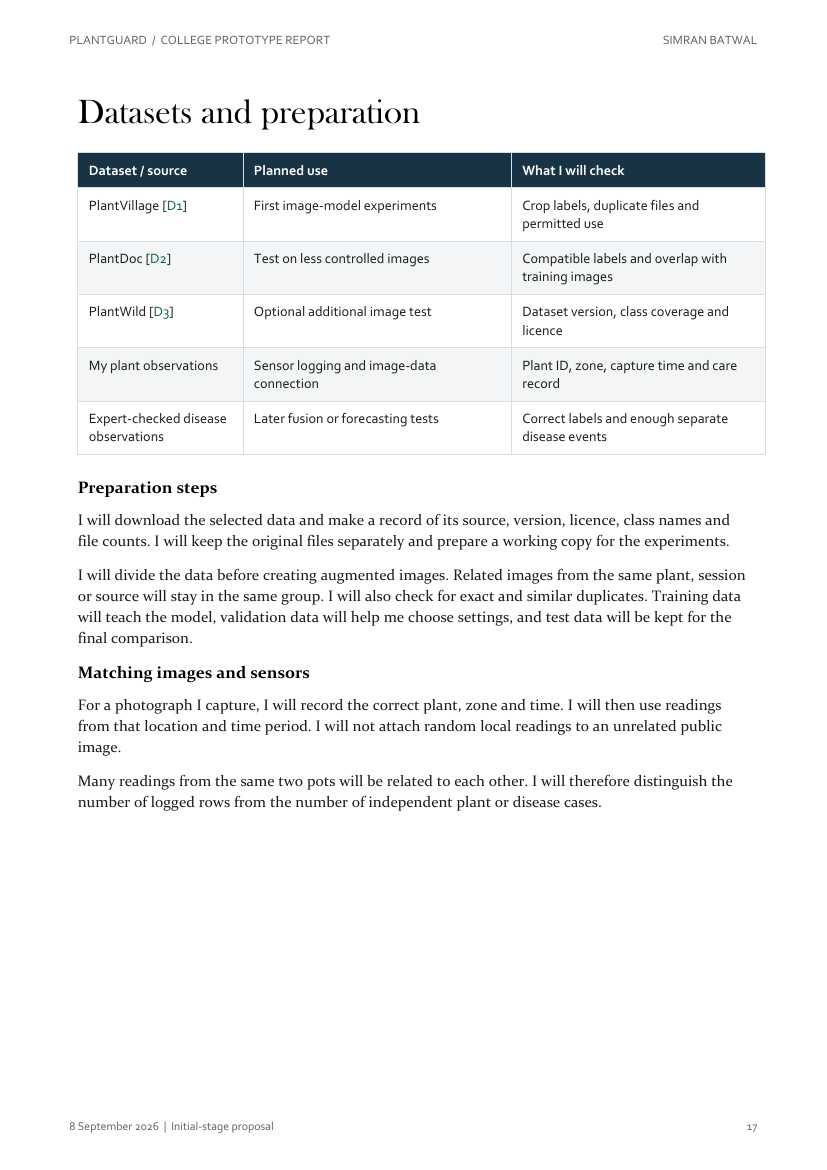 PLANTGUARD / COLLEGE PROTOTYPE REPORT
SIMRAN BATWAL
Datasets and preparation
Dataset / source
Planned use
What I will check
PlantVillage [D1]
First image-model experiments
Crop labels, duplicate files and
permitted use
PlantDoc [D2]
Test on less controlled images
Compatible labels and overlap with
training images
PlantWild [D3]
Optional additional image test
Dataset version, class coverage and
licence
My plant observations
Sensor logging and image-data
connection
Plant ID, zone, capture time and care
record
Expert-checked disease
observations
Later fusion or forecasting tests
Correct labels and enough separate
disease events
Preparation steps
I will download the selected data and make a record of its source, version, licence, class names and
file counts. I will keep the original files separately and prepare a working copy for the experiments.
I will divide the data before creating augmented images. Related images from the same plant, session
or source will stay in the same group. I will also check for exact and similar duplicates. Training data
will teach the model, validation data will help me choose settings, and test data will be kept for the
final comparison.
Matching images and sensors
For a photograph I capture, I will record the correct plant, zone and time. I will then use readings
from that location and time period. I will not attach random local readings to an unrelated public
image.
Many readings from the same two pots will be related to each other. I will therefore distinguish the
number of logged rows from the number of independent plant or disease cases.
8 September 2026 | Initial-stage proposal
17